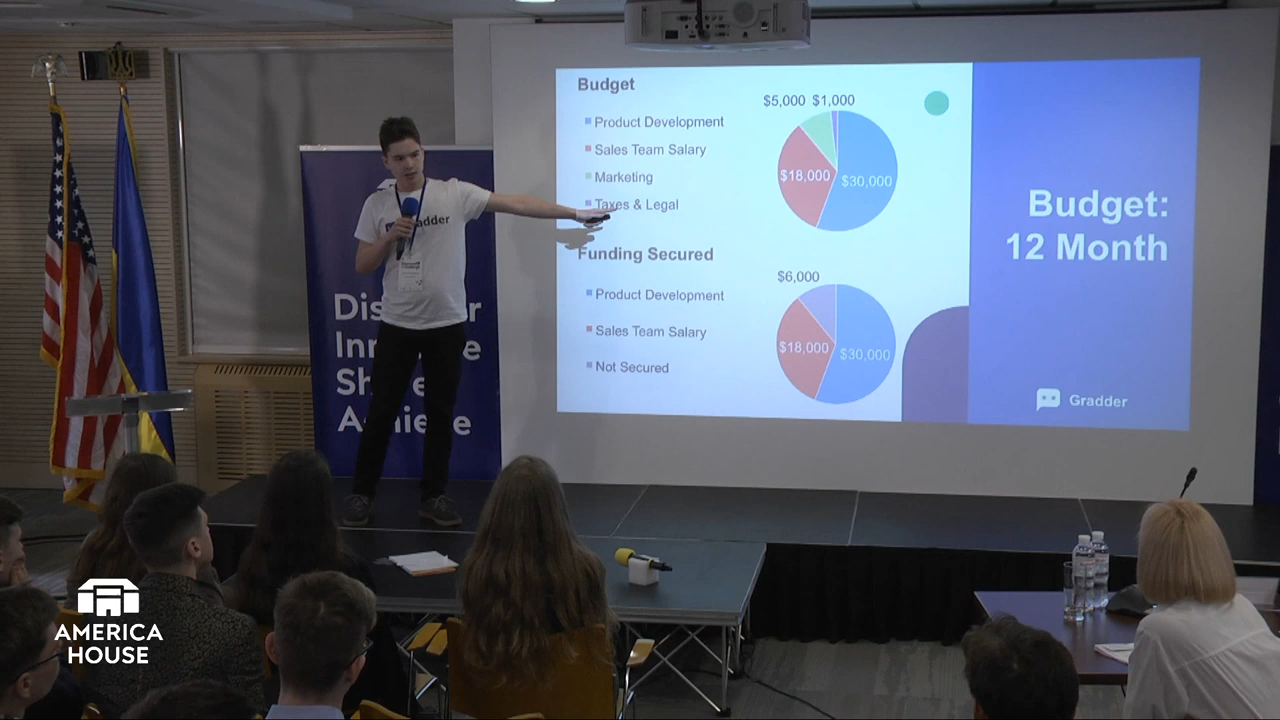 Budget
$5,000 $1,000
Product Development
Sales Team Salary
Marketing
Taxes & Legal
$18,000
$30,000
Funding Secured
$6,000
Product Development
Sales Team Salary
Not Secured
$18,000
$30,000
Budget:
12 Month
Gradder
AMERICA
HOUSE